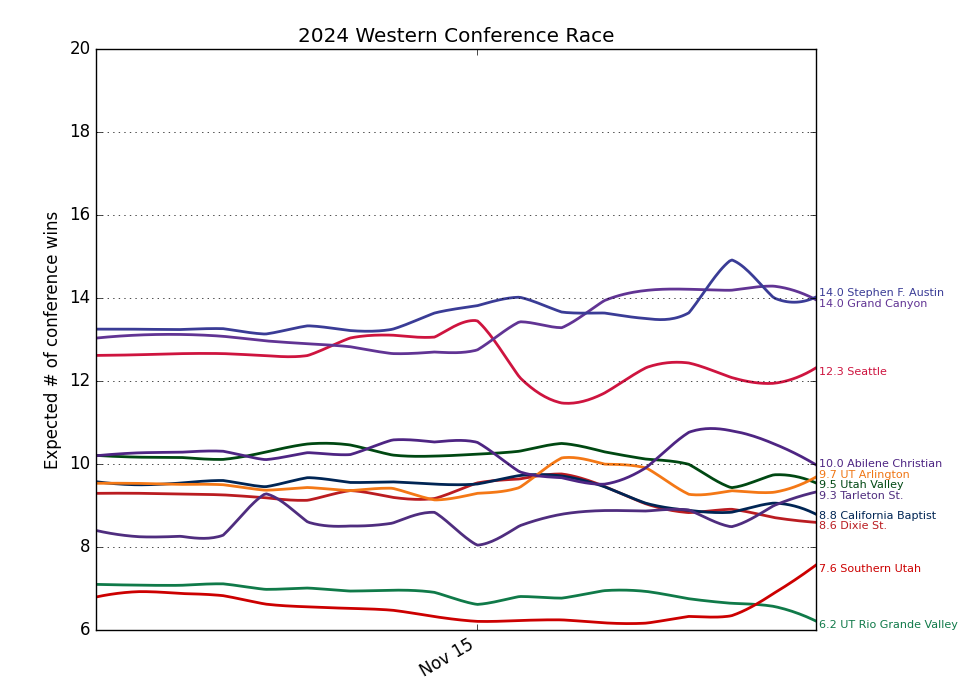 2024 Western Conference Race
Expected # of conference wins
20
18
16
14
12
10
8
6
Nov 15
14.0 Stephen F. Austin
14.0 Grand Canyon
12.3 Seattle
10.0 Abilene Christian
9.7 UT Arlington
9.5 Utah Valley
9.3 Tarleton St.
8.8 California Baptist
8.6 Dixie St.
7.6 Southern Utah
6.2 UT Rio Grande Valley